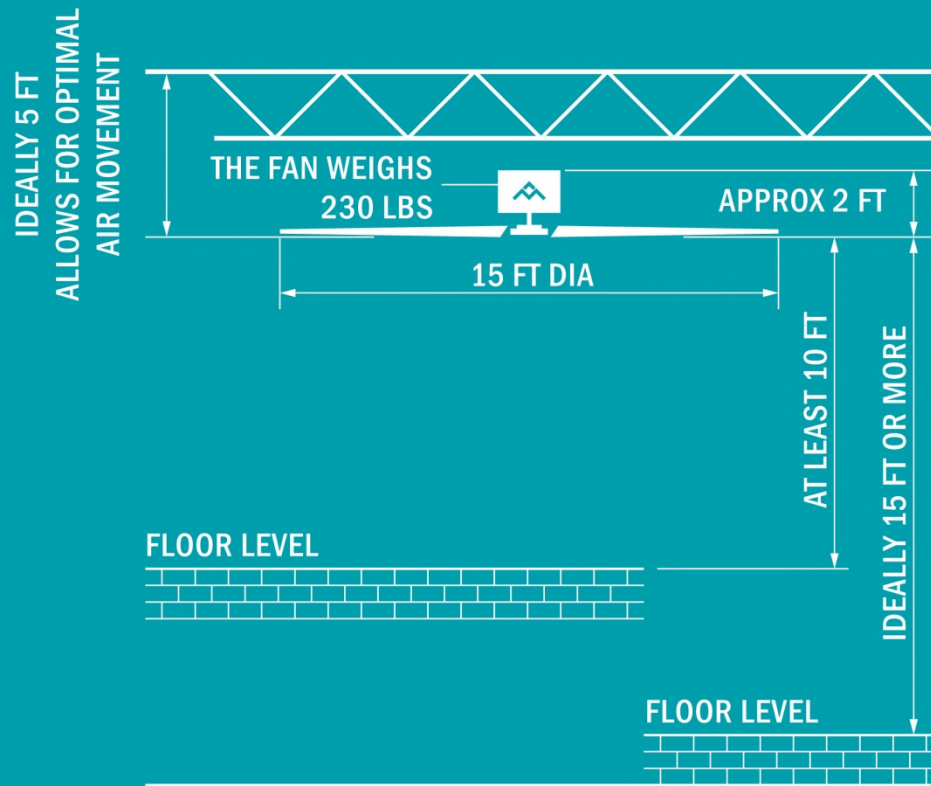 IDEALLY 5 FT
ALLOWS FOR OPTIMAL
AIR MOVEMENT
THE FAN WEIGHS
230 LBS
APPROX 2 FT
15 FT DIA
AT LEAST 10 FT
IDEALLY 15 FT OR MORE
FLOOR LEVEL
FLOOR LEVEL